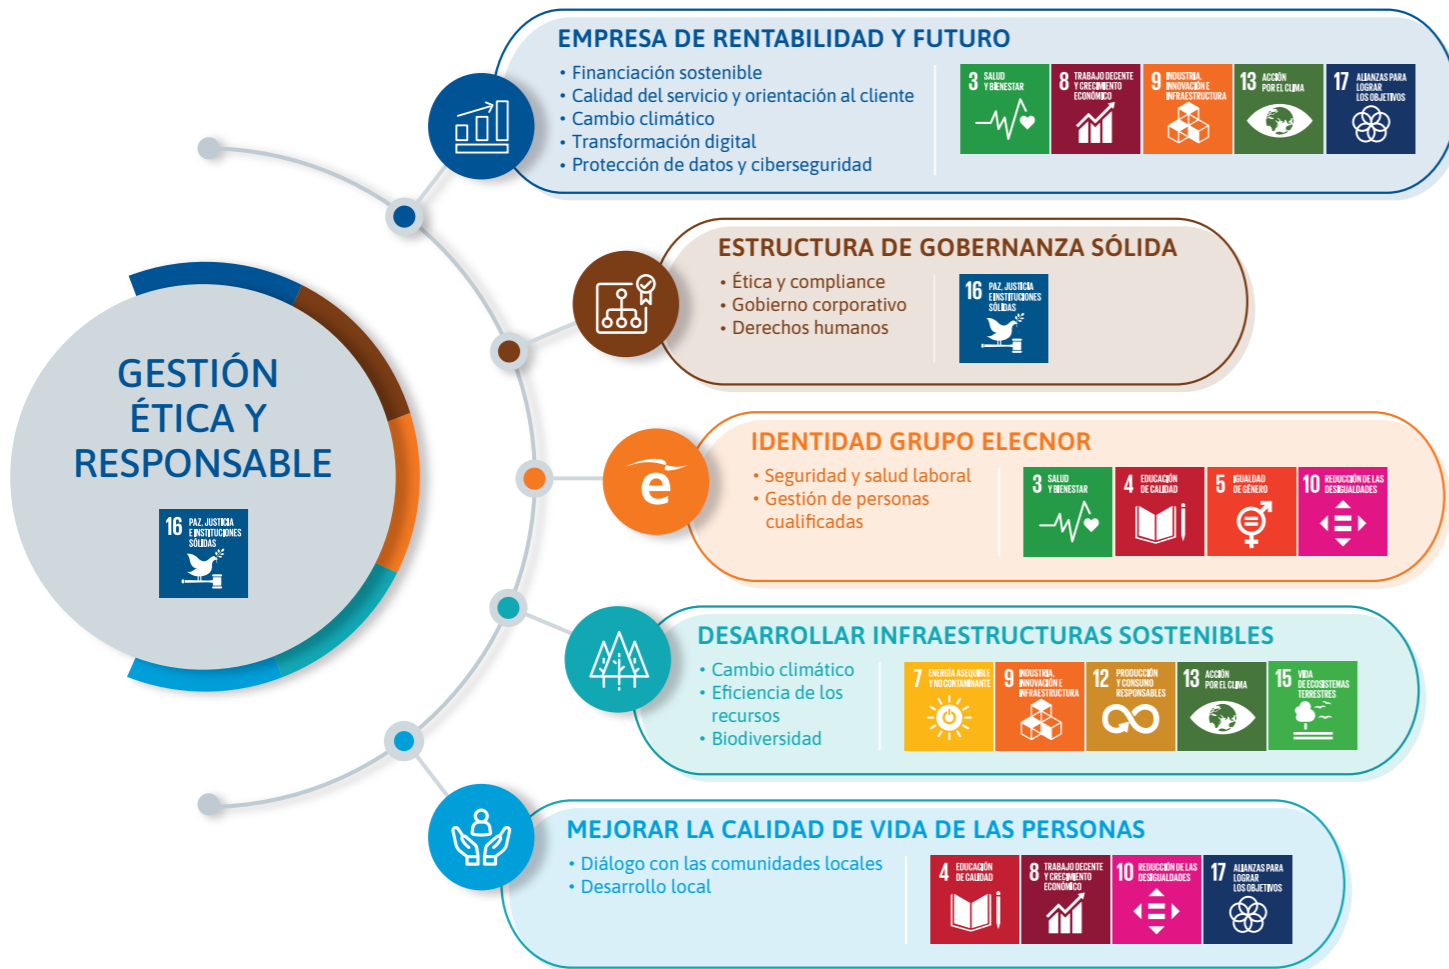 EMPRESA DE RENTABILIDAD Y FUTURO
• Financiación sostenible
• Calidad del servicio y orientación al cliente
• Cambio climático
• Transformación digital
• Protección de datos y ciberseguridad
3 SALUD
Y BIENESTAR
8 TRABAJO DECENTE
Y CRECIMIENTO
ECONÓMICO
9 INDUSTRIA,
INNOVACIÓN E
INFRAESTRUCTURA
13 ACCIÓN
POR EL CLIMA
17 ALIANZAS PARA
LOGRAR
LOS OBJETIVOS
ESTRUCTURA DE GOBERNANZA SÓLIDA
• Ética y compliance
• Gobierno corporativo
• Derechos humanos
16 PAZ, JUSTICIA
E INSTITUCIONES
SÓLIDAS
GESTIÓN
ÉTICA Y
RESPONSABLE
16 PAZ, JUSTICIA
E INSTITUCIONES
SÓLIDAS
e
IDENTIDAD GRUPO ELECNOR
• Seguridad y salud laboral
• Gestión de personas
cualificadas
3 SALUD
Y BIENESTAR
4 EDUCACIÓN
DE CALIDAD
5 IGUALDAD
DE GÉNERO
10 REDUCCIÓN DE LAS
DESIGUALDADES
DESARROLLAR INFRAESTRUCTURAS SOSTENIBLES
• Cambio climático
• Eficiencia de los
recursos
• Biodiversidad
7 ENERGÍA ASEQUIBLE
Y NO CONTAMINANTE
9 INDUSTRIA,
INNOVACIÓN E
INFRAESTRUCTURA
12 PRODUCCIÓN
Y CONSUMO
RESPONSABLES
13 ACCIÓN
POR EL CLIMA
15 VIDA
DE ECOSISTEMAS
TERRESTRES
MEJORAR LA CALIDAD DE VIDA DE LAS PERSONAS
• Diálogo con las comunidades locales
• Desarrollo local
4 EDUCACIÓN
DE CALIDAD
8 TRABAJO DECENTE
Y CRECIMIENTO
ECONÓMICO
10 REDUCCIÓN DE LAS
DESIGUALDADES
17 ALIANZAS PARA
LOGRAR
LOS OBJETIVOS